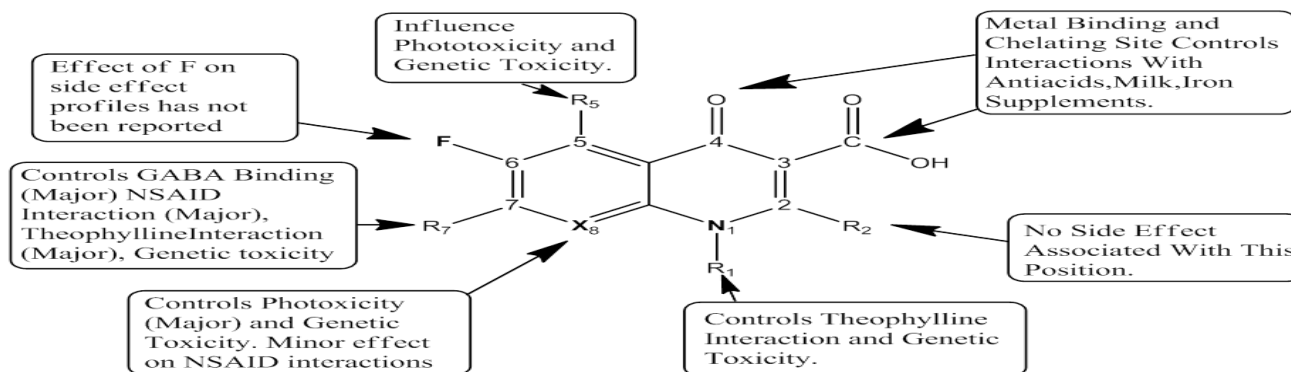 Influence
Phototoxicity and
Genetic Toxicity.
Metal Binding and
Chelating Site Controls
Interactions With
Antiacids,Milk,Iron
Supplements.
Effect of F on
side effect
profiles has not
been reported
Controls GABA Binding
(Major) NSAID
Interaction (Major),
TheophyllineInteraction
(Major), Genetic toxicity
R5
O
O
5
4
C
OH
F
6
3
7
2
R7
X8
N1
R2
R1
No Side Effect
Associated With This
Position.
Controls Photoxicity
(Major) and Genetic
Toxicity. Minor effect
on NSAID interactions
Controls Theophylline
Interaction and Genetic
Toxicity.